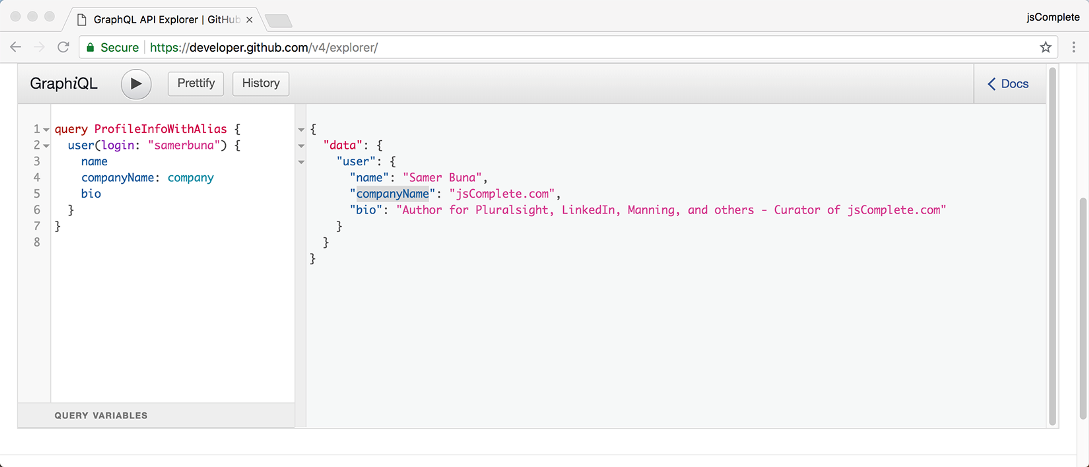 GraphQL API Explorer | GitHub
jsComplete
Secure https://developer.github.com/v4/explorer/
GraphiQL Prettify History Docs
1 query ProfileInfoWithAlias {
2 user(login: "samerbuna") {
3 name
4 companyName: company
5 bio
6 }
7 }
8
{
"data": {
"user": {
"name": "Samer Buna",
"companyName": "jsComplete.com",
"bio": "Author for Pluralsight, LinkedIn, Manning, and others - Curator of jsComplete.com"
}
}
}
QUERY VARIABLES